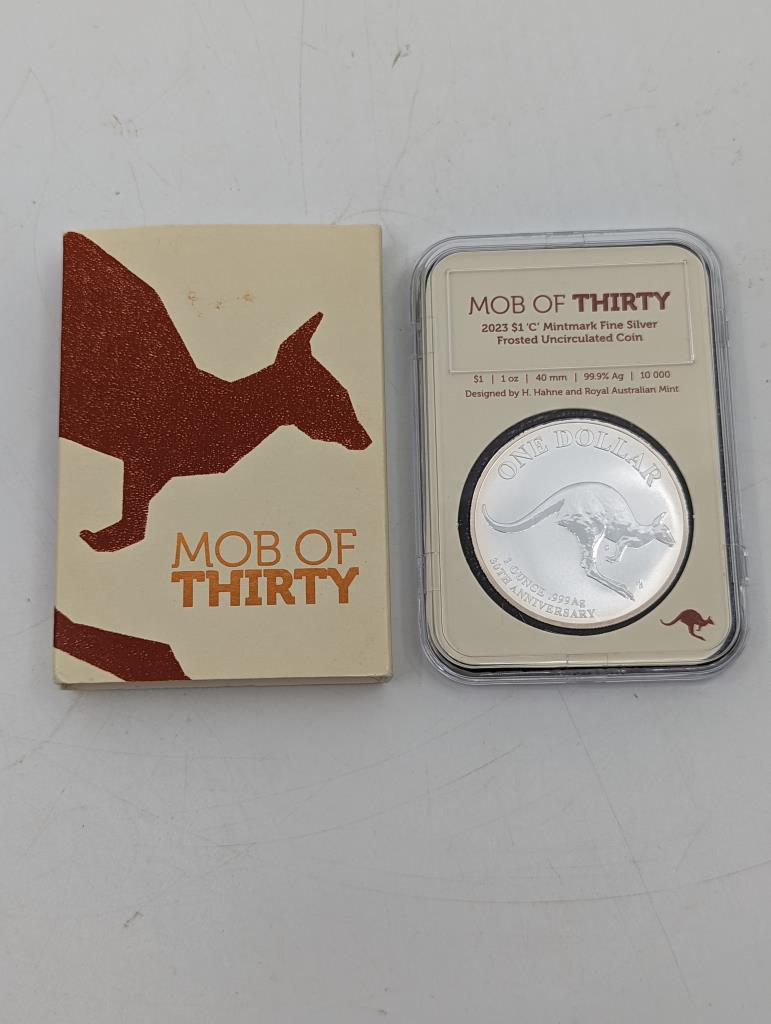 MOB OF
THIRTY
MOB OF THIRTY
2023 $1 'C' Mintmark Fine Silver
Frosted Uncirculated Coin
$1 | 1 oz | 40 mm | 99.9% Ag | 10 000
Designed by H. Hahne and Royal Australian Mint
ONE DOLLAR
1 OUNCE .999 Ag
30TH ANNIVERSARY